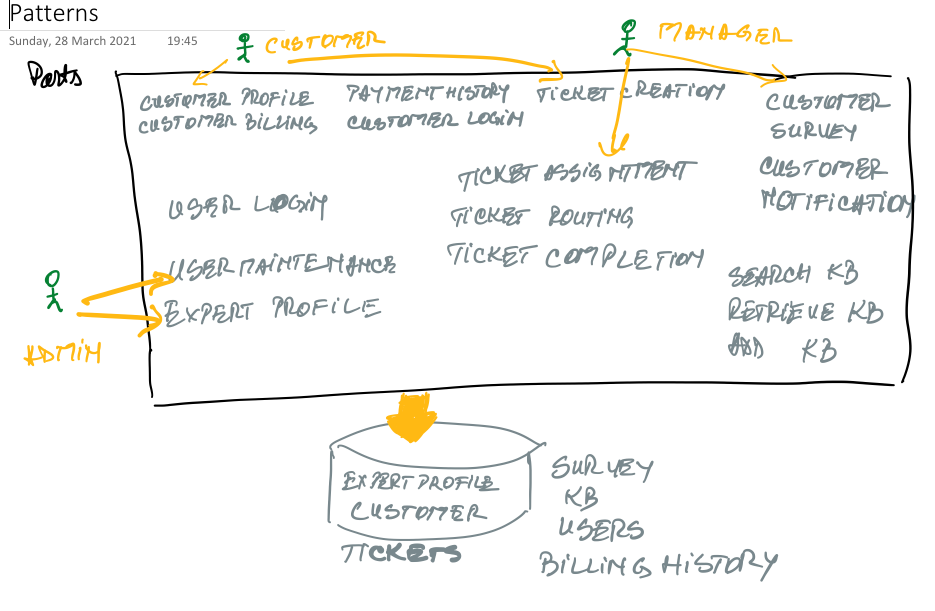 Patterns
Sunday, 28 March 2021 19:45
CUSTOMER
MANAGER
Parts
CUSTOMER PROFILE
CUSTOMER BILLING
PAYMENT HISTORY
CUSTOMER LOGIN
TICKET CREATION
CUSTOMER
SURVEY
CUSTOMER
NOTIFICATION
TICKET ASSIGNTMENT
TICKET ROUTING
TICKET COMPLETION
USER LOGIN
USER MAINTENANCE
EXPERT PROFILE
ADMIN
SEARCH KB
RETRIEVE KB
ADD KB
EXPERT PROFILE
CUSTOMER
TICKETS
SURVEY
KB
USERS
BILLING HISTORY